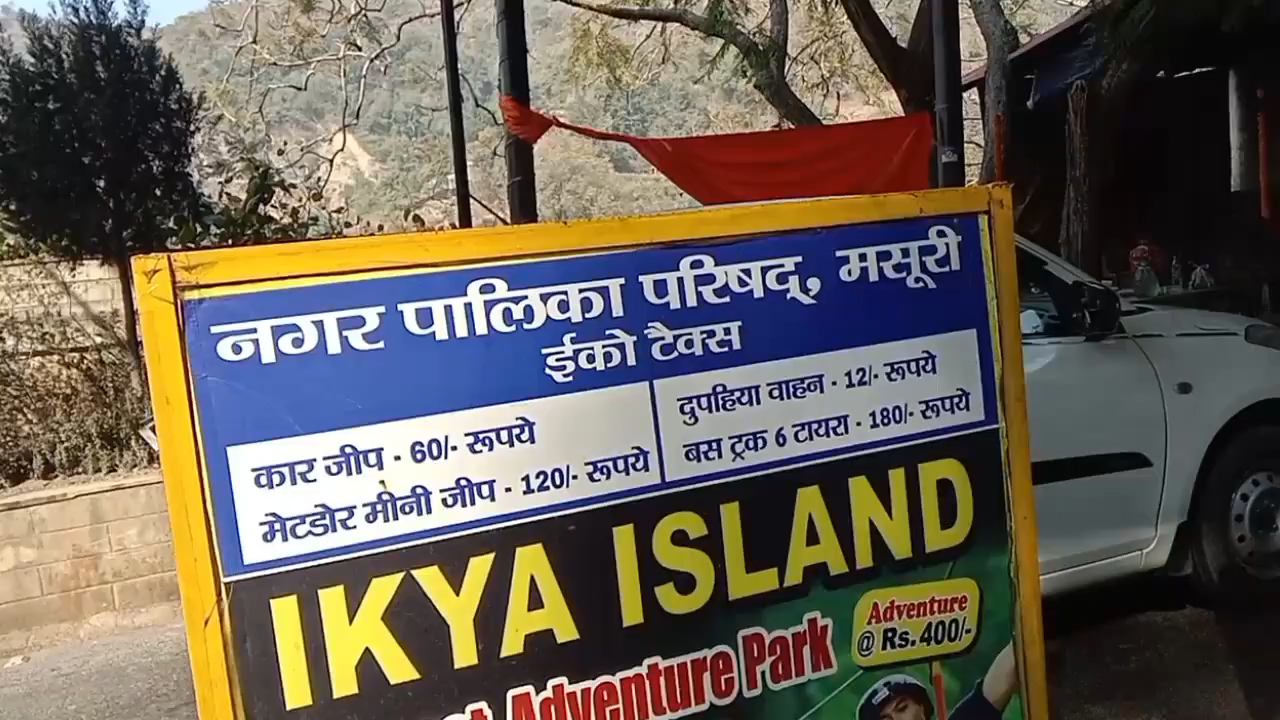 नगर पालिका परिषद्, मसूरी
ईको टैक्स
कार जीप - 60/- रूपये
मेटडोर मीनी जीप - 120/- रूपये
दुपहिया वाहन - 12/- रूपये
बस ट्रक 6 टायरा - 180/- रूपये
IKYA ISLAND
Adventure Park
Adventure
@ Rs.400/-